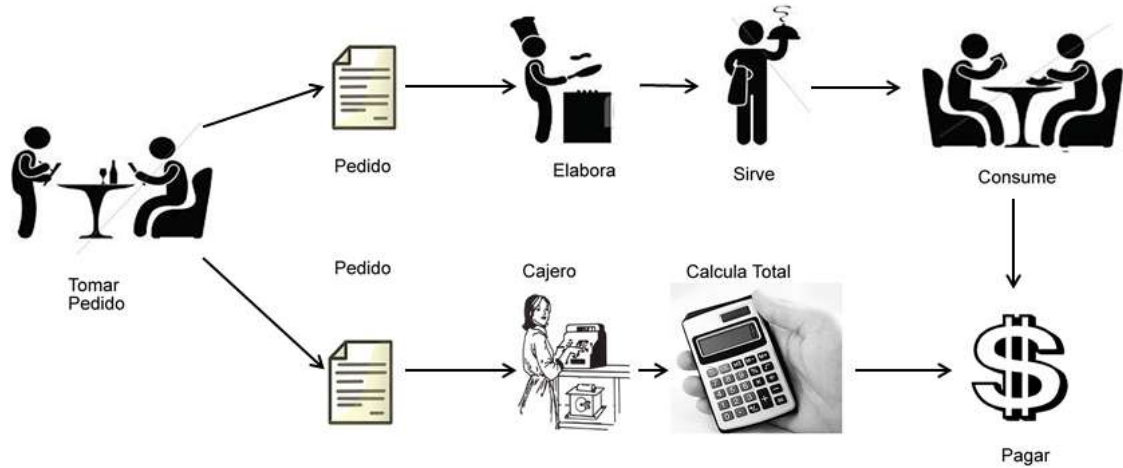 Pedido
Elabora
Sirve
Consume
Tomar
Pedido
Pedido
Cajero
Calcula Total
Pagar